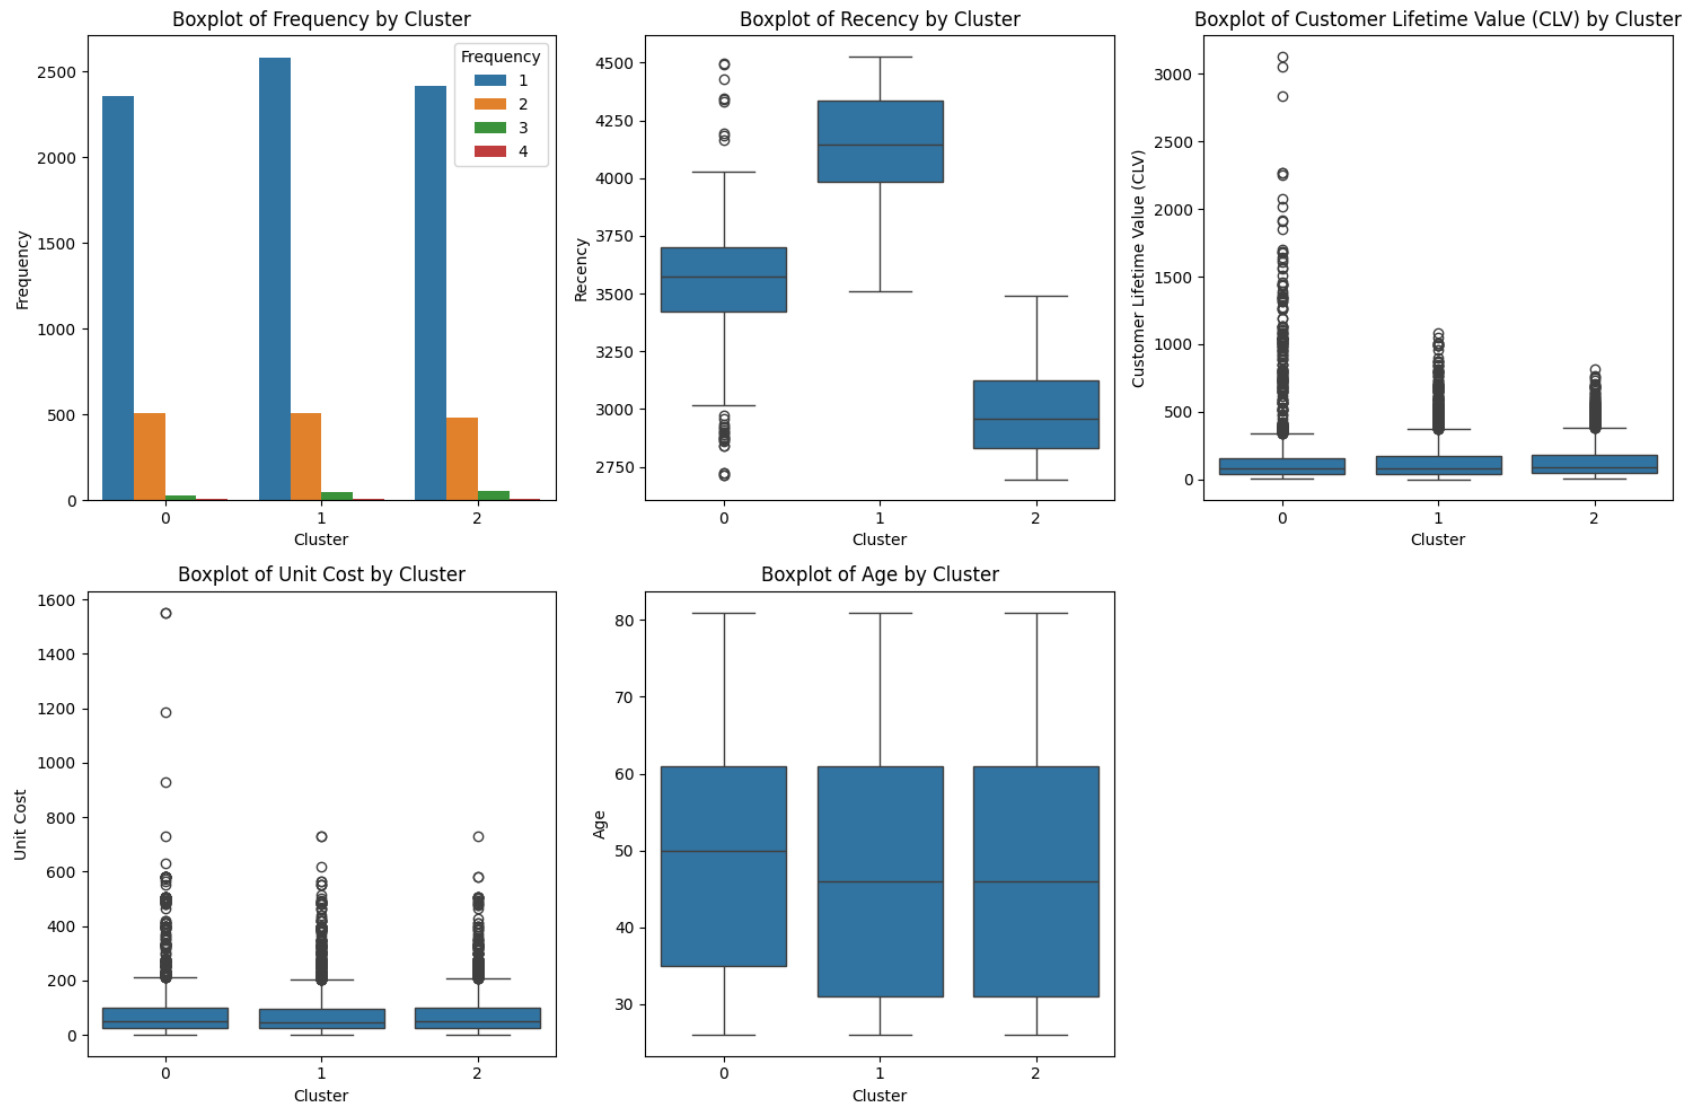 Boxplot of Frequency by Cluster
Frequency
2500
2000
1500
1000
500
0
Frequency
1
2
3
4
0 1 2
Cluster
Boxplot of Recency by Cluster
Recency
4500
4250
4000
3750
3500
3250
3000
2750
0 1 2
Cluster
Boxplot of Customer Lifetime Value (CLV) by Cluster
Customer Lifetime Value (CLV)
3000
2500
2000
1500
1000
500
0
0 1 2
Cluster
Boxplot of Unit Cost by Cluster
Unit Cost
1600
1400
1200
1000
800
600
400
200
0
0 1 2
Cluster
Boxplot of Age by Cluster
Age
80
70
60
50
40
30
0 1 2
Cluster